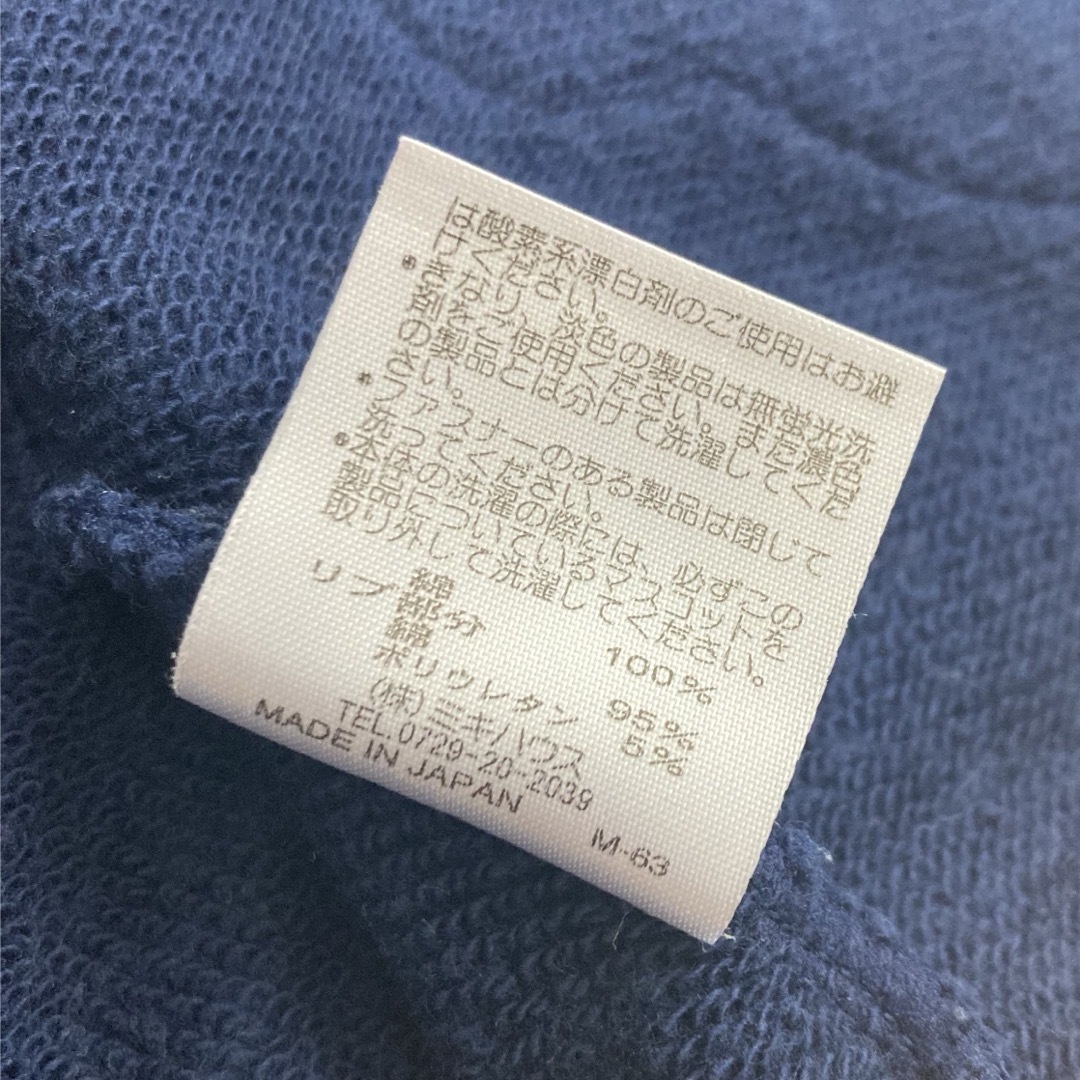 は酸素系漂白剤のご使用はお避
けください。
・きなり、淡色の製品は無蛍光洗
剤をご使用ください。また濃色
の製品とは分けて洗濯してくだ
さい。
・ファスナーのある製品は閉じて
洗ってください。
・本体の洗濯の際には、必ずこの
製品についているマスコットを
取り外して洗濯してください。
綿 100%
リブ部分
綿 95%
ポリウレタン 5%
(株)ミキハウス
TEL.0729-20-2039
MADE IN JAPAN M-63